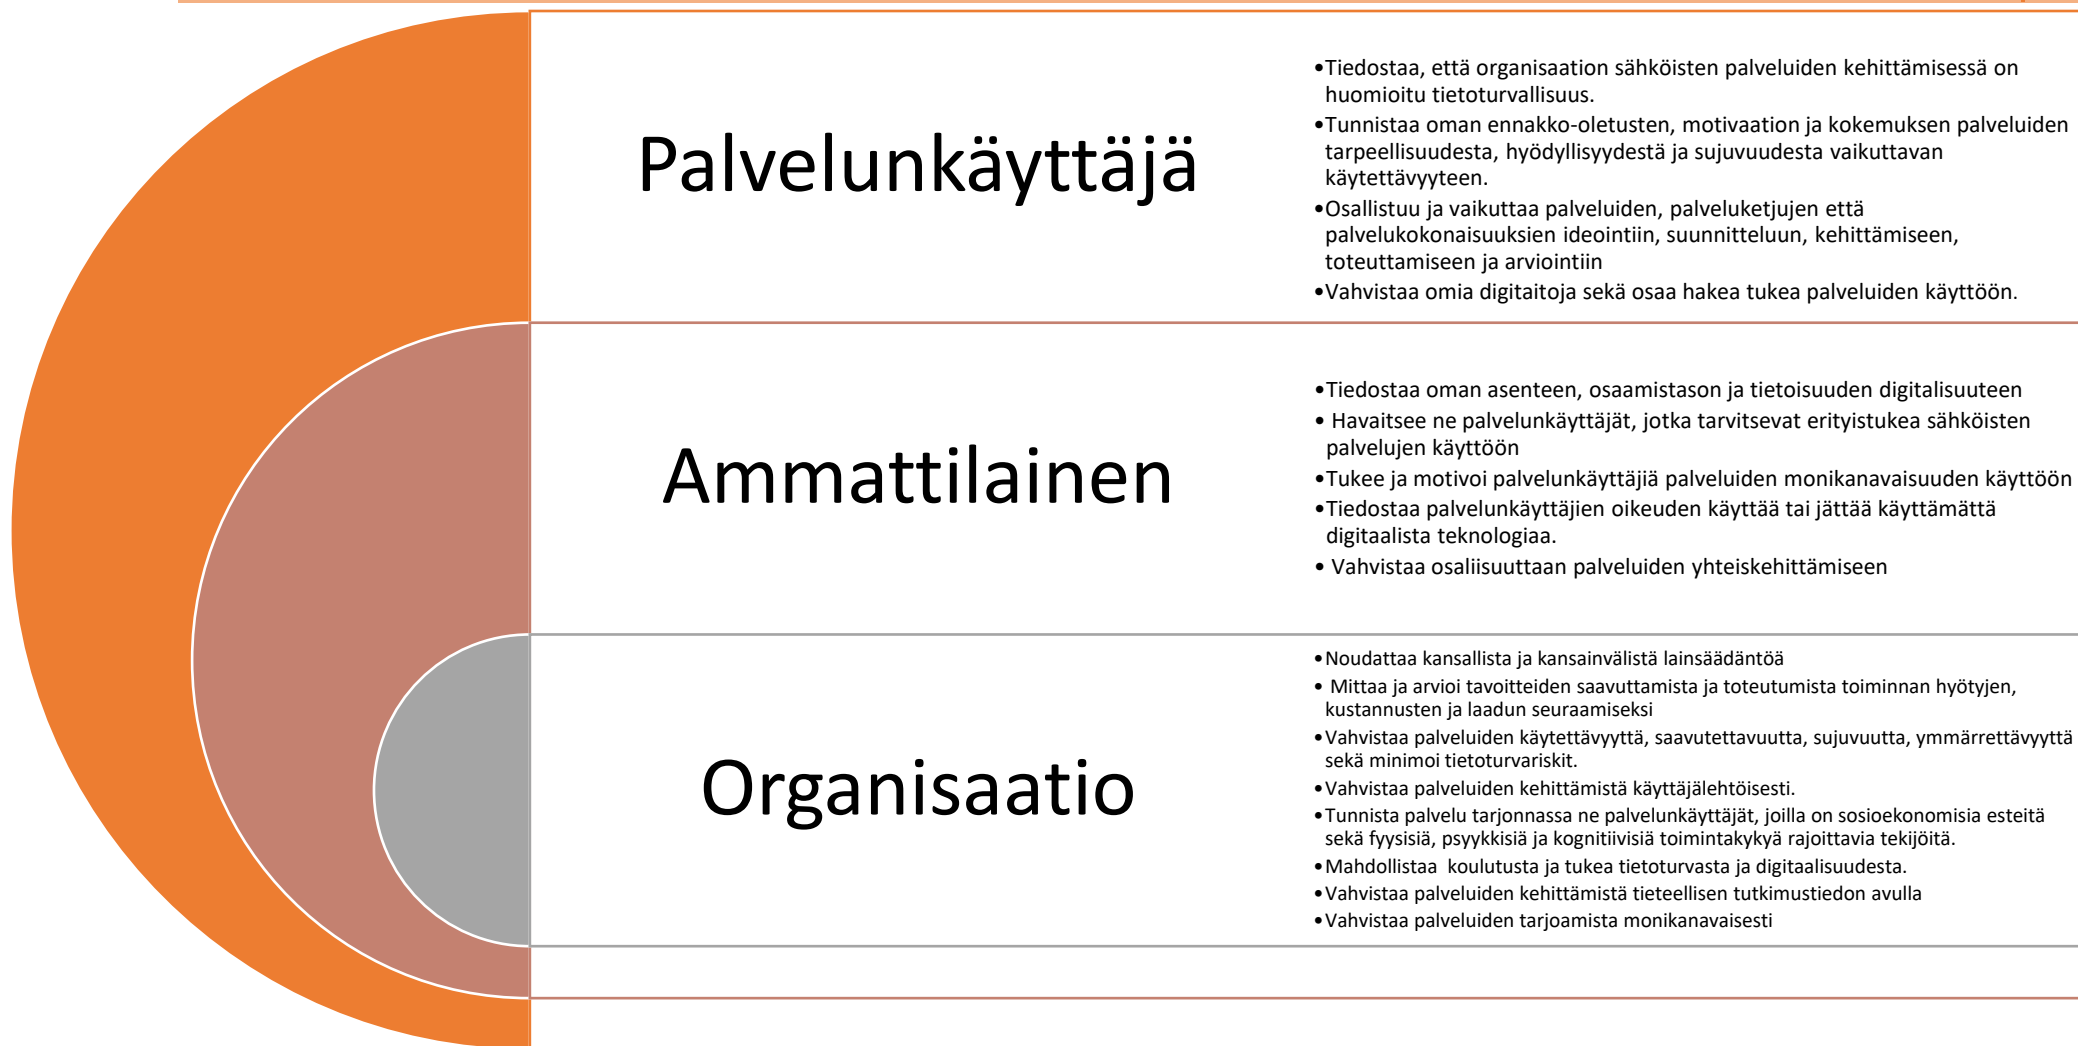 Palvelunkäyttäjä
•Tiedostaa, että organisaation sähköisten palveluiden kehittämisessä on
huomioitu tietoturvallisuus.
•Tunnistaa oman ennakko-oletusten, motivaation ja kokemuksen palveluiden
tarpeellisuudesta, hyödyllisyydestä ja sujuvuudesta vaikuttavan
käytettävyyteen.
•Osallistuu ja vaikuttaa palveluiden, palveluketjujen että
palvelukokonaisuuksien ideointiin, suunnitteluun, kehittämiseen,
toteuttamiseen ja arviointiin
•Vahvistaa omia digitaitoja sekä osaa hakea tukea palveluiden käyttöön.
Ammattilainen
•Tiedostaa oman asenteen, osaamistason ja tietoisuuden digitalisuuteen
• Havaitsee ne palvelunkäyttäjät, jotka tarvitsevat erityistukea sähköisten
palvelujen käyttöön
•Tukee ja motivoi palvelunkäyttäjiä palveluiden monikanavaisuuden käyttöön
•Tiedostaa palvelunkäyttäjien oikeuden käyttää tai jättää käyttämättä
digitaalista teknologiaa.
• Vahvistaa osaliisuuttaan palveluiden yhteiskehittämiseen
Organisaatio
•Noudattaa kansallista ja kansainvälistä lainsäädäntöä
• Mittaa ja arvioi tavoitteiden saavuttamista ja toteutumista toiminnan hyötyjen,
kustannusten ja laadun seuraamiseksi
•Vahvistaa palveluiden käytettävyyttä, saavutettavuutta, sujuvuutta, ymmärrettävyyttä
sekä minimoi tietoturvariskit.
•Vahvistaa palveluiden kehittämistä käyttäjälehtöisesti.
•Tunnista palvelu tarjonnassa ne palvelunkäyttäjät, joilla on sosioekonomisia esteitä
sekä fyysisiä, psyykkisiä ja kognitiivisiä toimintakykyä rajoittavia tekijöitä.
•Mahdollistaa koulutusta ja tukea tietoturvasta ja digitaalisuudesta.
•Vahvistaa palveluiden kehittämistä tieteellisen tutkimustiedon avulla
•Vahvistaa palveluiden tarjoamista monikanavaisesti